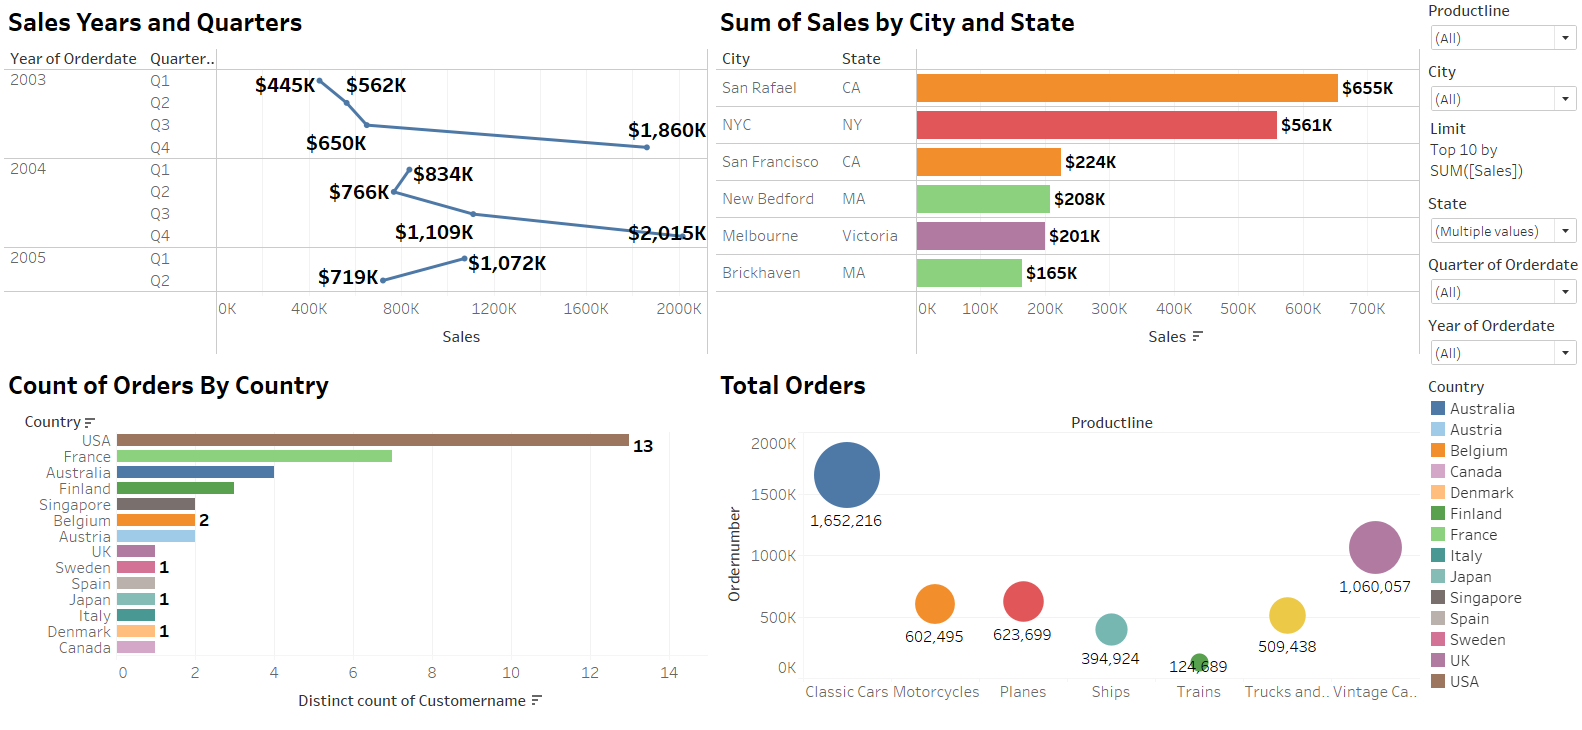 Sales Years and Quarters
Year of Orderdate Quarter..
2003 Q1 $445K $562K
Q2
Q3 $650K
Q4 $1,860K
2004 Q1 $834K
Q2 $766K
Q3 $1,109K
Q4 $2,015K
2005 Q1 $1,072K
Q2 $719K
0K 400K 800K 1200K 1600K 2000K
Sales
Sum of Sales by City and State
City State
San Rafael CA $655K
NYC NY $561K
San Francisco CA $224K
New Bedford MA $208K
Melbourne Victoria $201K
Brickhaven MA $165K
0K 100K 200K 300K 400K 500K 600K 700K
Sales
Count of Orders By Country
Country
USA 13
France
Australia
Finland
Singapore
Belgium 2
Austria
UK
Sweden 1
Spain
Japan 1
Italy
Denmark 1
Canada
0 2 4 6 8 10 12 14
Distinct count of Customername
Total Orders
Productline
Ordernumber
2000K
1500K
1000K
500K
0K
1,652,216
602,495
623,699
394,924
124,689
509,438
1,060,057
Classic Cars Motorcycles Planes Ships Trains Trucks and.. Vintage Ca..
Productline
(All)
City
(All)
Limit
Top 10 by
SUM([Sales])
State
(Multiple values)
Quarter of Orderdate
(All)
Year of Orderdate
(All)
Country
Australia
Austria
Belgium
Canada
Denmark
Finland
France
Italy
Japan
Singapore
Spain
Sweden
UK
USA